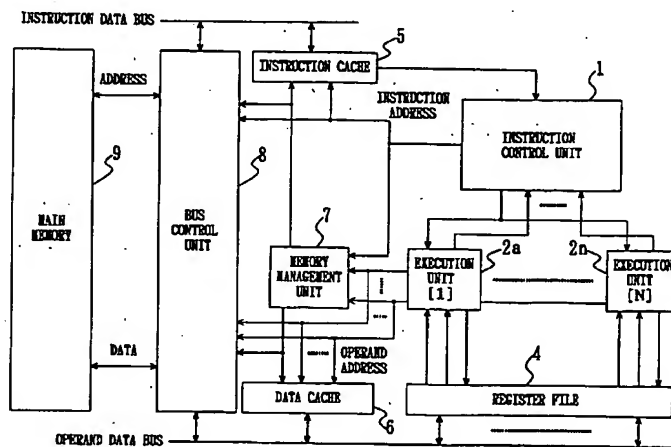 INSTRUCTION DATA BUS
5
INSTRUCTION CACHE
1
ADDRESS
INSTRUCTION
ADDRESS
INSTRUCTION
CONTROL UNIT
9
8
MAIN
MEMORY
BUS
CONTROL
UNIT
7
MEMORY
MANAGEMENT
UNIT
2a
EXECUTION
UNIT
[1]
2n
EXECUTION
UNIT
[N]
OPERAND
ADDRESS
DATA
4
DATA CACHE
REGISTER FILE
6
OPERAND DATA BUS